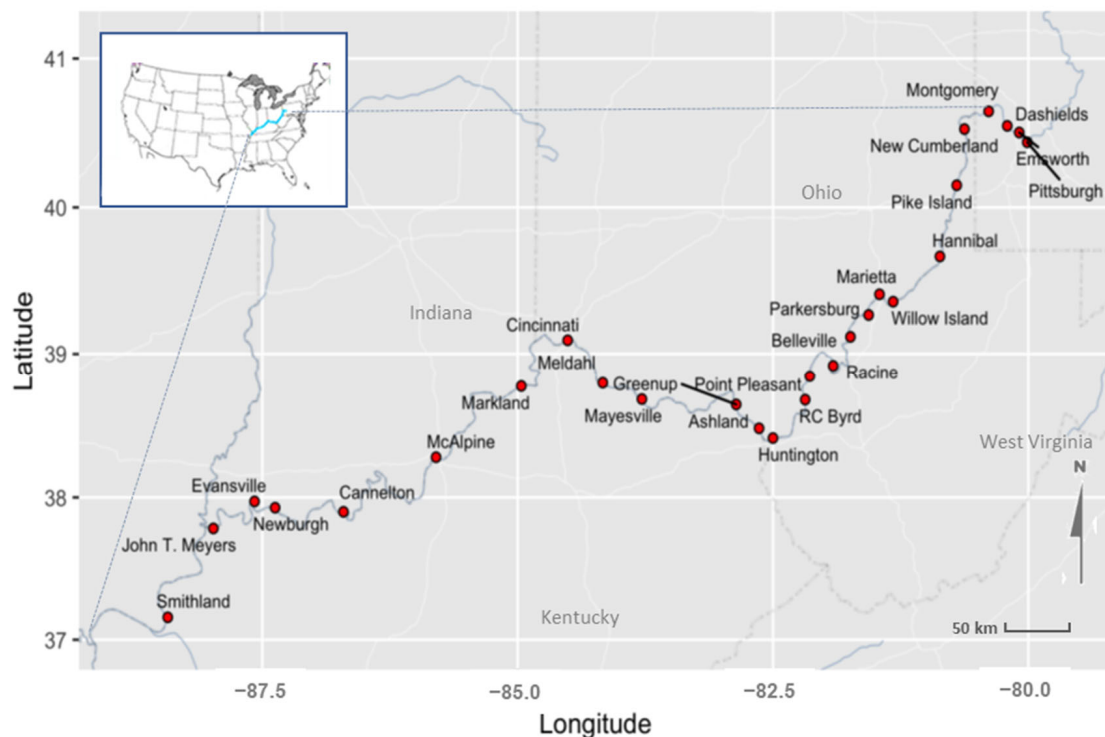 41
40
39
38
37
Latitude
Montgomery
Dashields
New Cumberland
Emsworth
Pittsburgh
Ohio
Pike Island
Hannibal
Marietta
Parkersburg
Willow Island
Indiana
Cincinnati
Belleville
Meldahl
Racine
Greenup
Point Pleasant
Markland
Mayesville
Ashland
RC Byrd
McAlpine
Huntington
West Virginia
N
Evansville
Cannelton
Newburgh
John T. Meyers
Smithland
Kentucky
50 km
−87.5
−85.0
−82.5
−80.0
Longitude